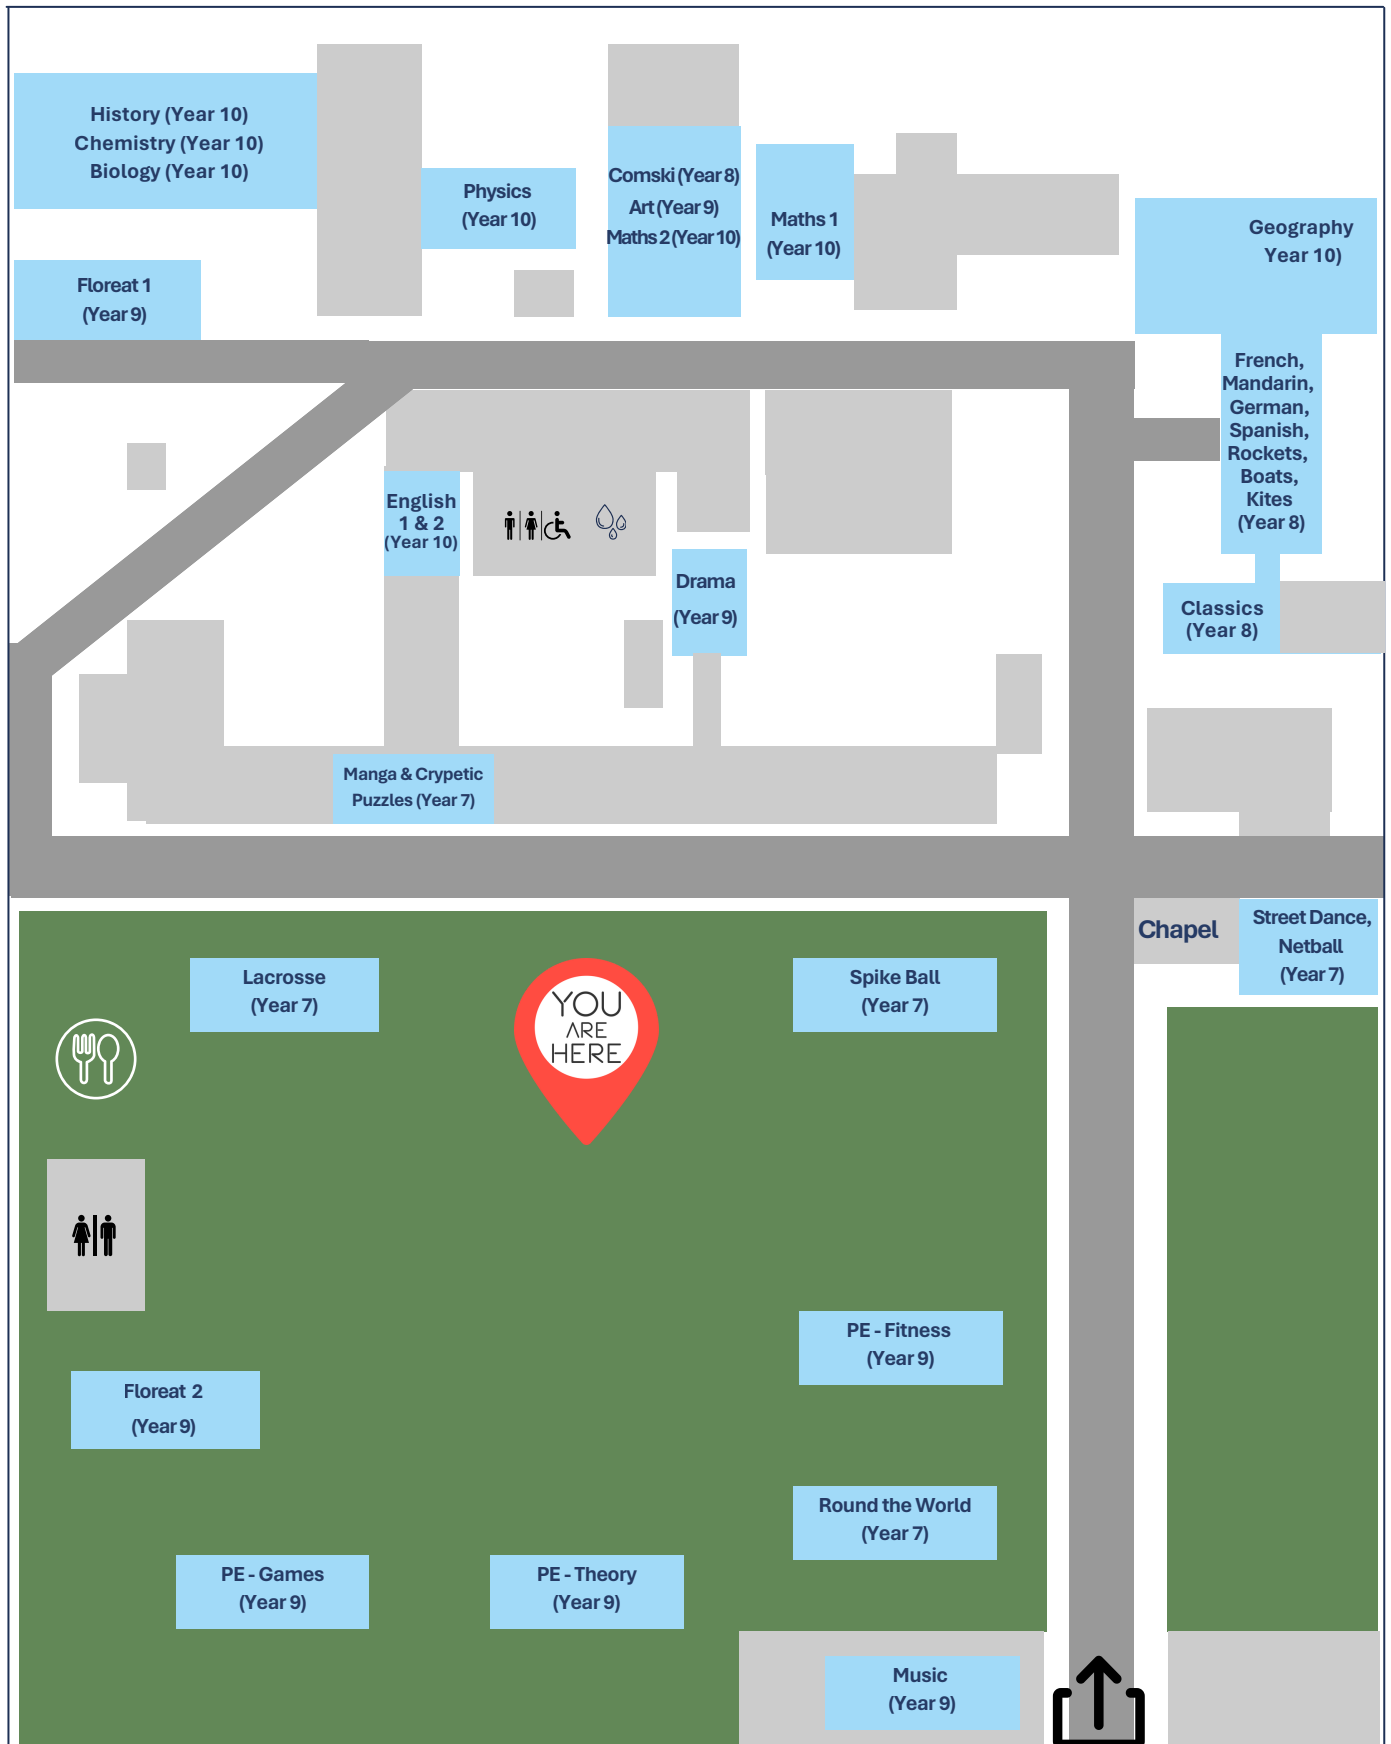 History (Year 10)
Chemistry (Year 10)
Biology (Year 10)
Physics
(Year 10)
Comski (Year 8)
Art (Year 9)
Maths 2 (Year 10)
Maths 1
(Year 10)
Geography
Year 10)
Floreat 1
(Year 9)
French,
Mandarin,
German,
Spanish,
Rockets,
Boats,
Kites
(Year 8)
English
1 & 2
(Year 10)
Drama
(Year 9)
Classics
(Year 8)
Manga & Crypetic
Puzzles (Year 7)
Chapel
Street Dance,
Netball
(Year 7)
Lacrosse
(Year 7)
YOU
ARE
HERE
Spike Ball
(Year 7)
PE - Fitness
(Year 9)
Floreat 2
(Year 9)
Round the World
(Year 7)
PE - Games
(Year 9)
PE - Theory
(Year 9)
Music
(Year 9)